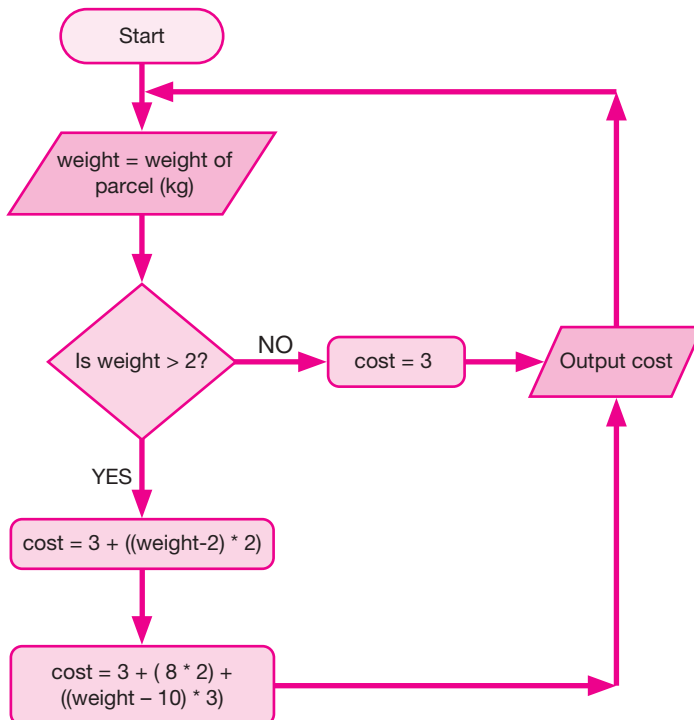 Start
weight = weight of
parcel (kg)
Is weight > 2?
NO
cost = 3
Output cost
YES
cost = 3 + ((weight-2) * 2)
cost = 3 + ( 8 * 2) +
((weight – 10) * 3)